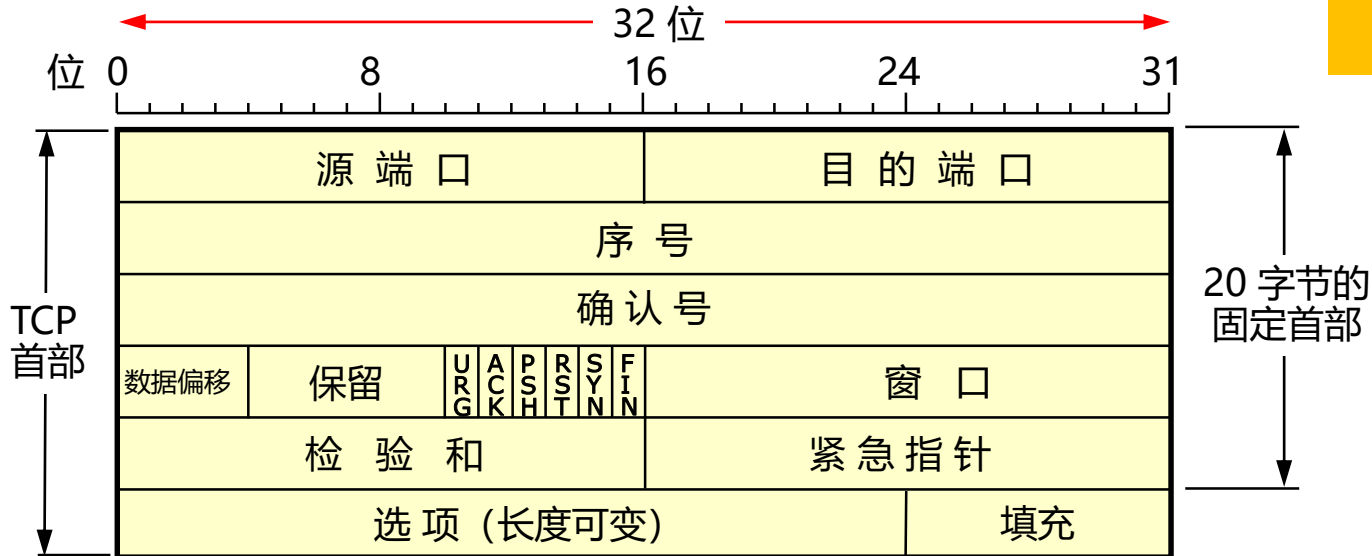 32 位
位 0 8 16 24 31
源 端 口 目 的 端 口
序 号
确 认 号
数据偏移 保留 URG ACK PSH RST SYN FIN 窗 口
检 验 和 紧 急 指 针
选 项 (长度可变) 填充
TCP
首部
20 字节的
固定首部